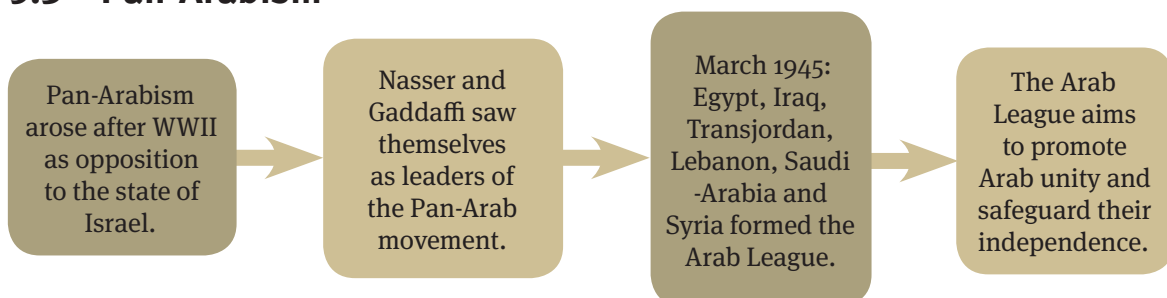 Pan-Arabism
arose after WWII
as opposition
to the state of
Israel.
Nasser and
Gaddaffi saw
themselves
as leaders of
the Pan-Arab
movement.
March 1945:
Egypt, Iraq,
Transjordan,
Lebanon, Saudi
-Arabia and
Syria formed the
Arab League.
The Arab
League aims
to promote
Arab unity and
safeguard their
independence.